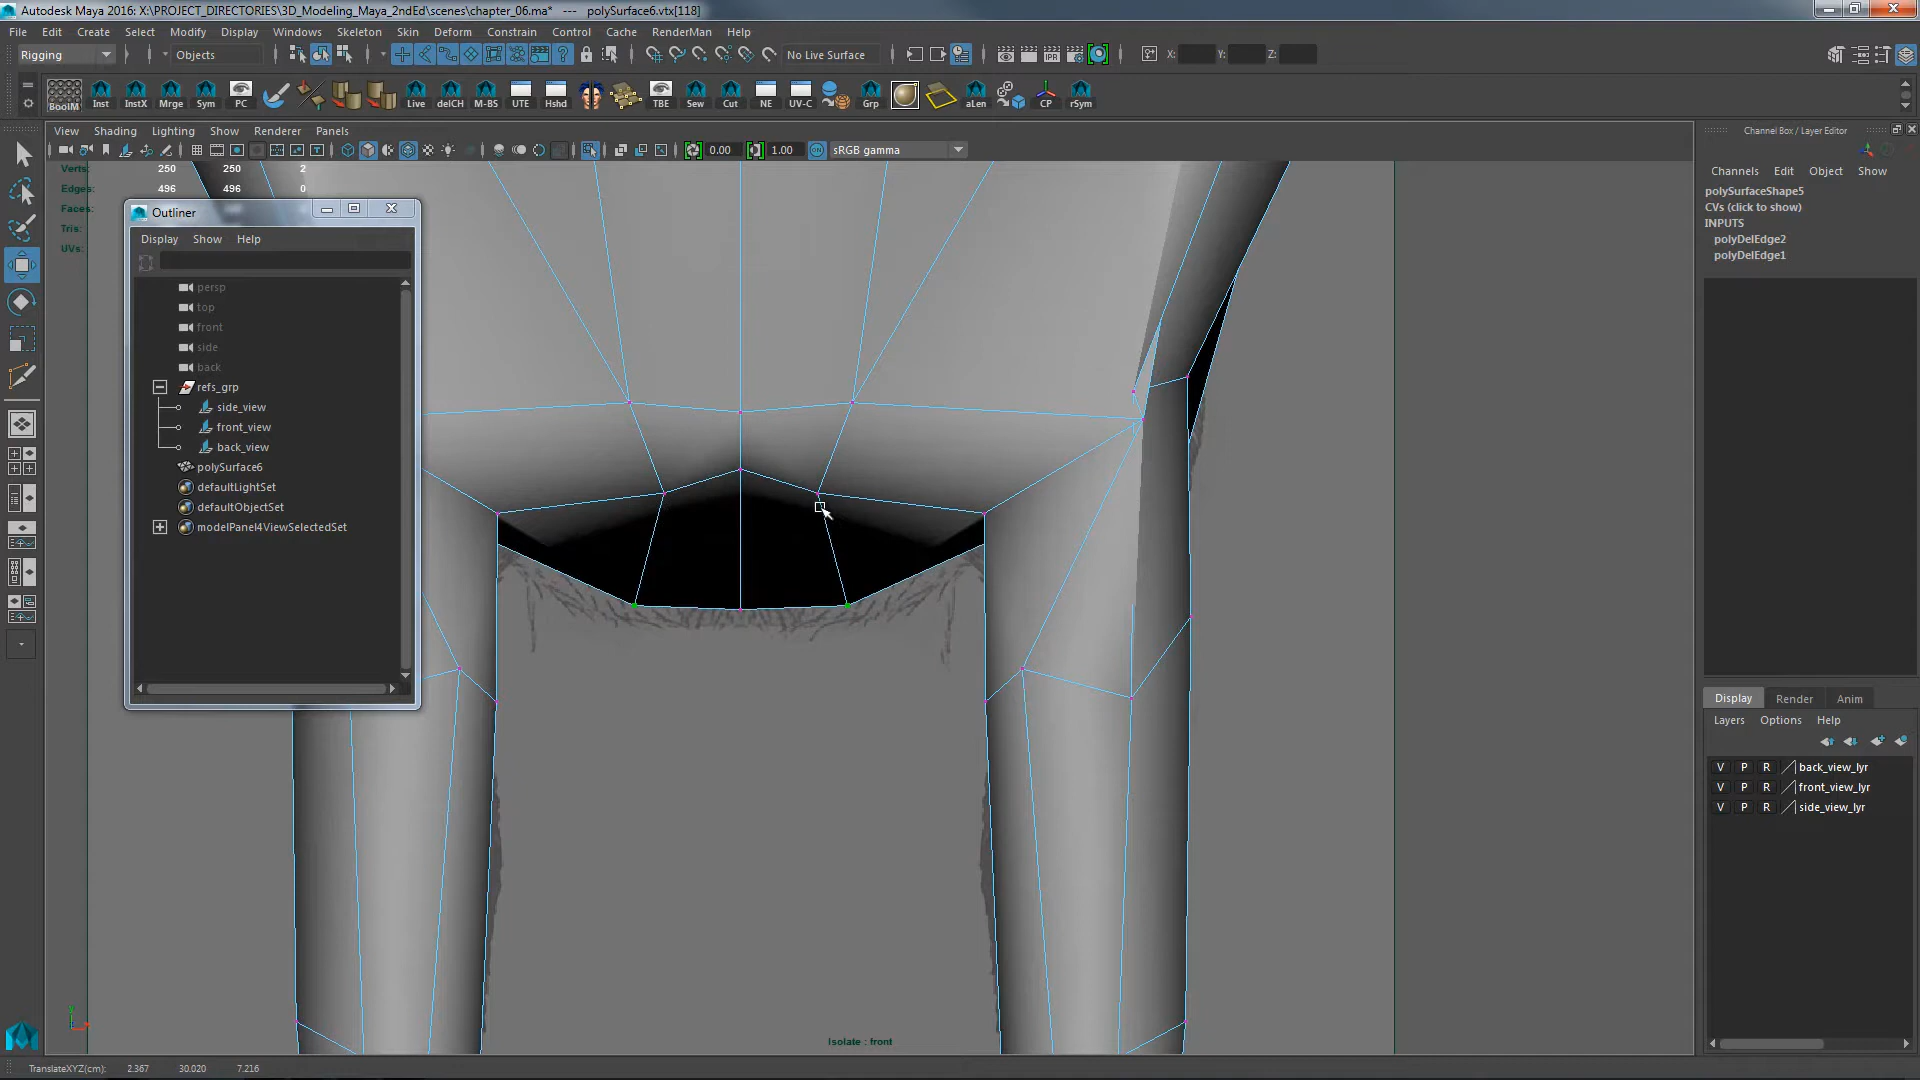 Autodesk Maya 2016: X:\PROJECT_DIRECTORIES\3D_Modeling_Maya_2ndEd\scenes\chapter_06.ma* --- polySurface6.vtx[118]
File Edit Create Select Modify Display Windows Skeleton Skin Deform Constrain Control Cache RenderMan Help
Rigging Objects No Live Surface X: Y: Z:
BoolM Inst InstX Mrge Sym PC Live delCH M-BS UTE Hshd TBE Sew Cut NE UV-C Grp aLen CP rSym
View Shading Lighting Show Renderer Panels
0.00 1.00 ON sRGB gamma
Verts: 250 250 2
Edges: 496 496 0
Faces:
Tris:
UVs:
Outliner
Display Show Help
persp
top
front
side
back
refs_grp
side_view
front_view
back_view
polySurface6
defaultLightSet
defaultObjectSet
modelPanel4ViewSelectedSet
Isolate : front
Channel Box / Layer Editor
Channels Edit Object Show
polySurfaceShape5
CVs (click to show)
INPUTS
polyDelEdge2
polyDelEdge1
Display Render Anim
Layers Options Help
V P R back_view_lyr
V P R front_view_lyr
V P R side_view_lyr
TranslateXYZ(cm): 2.367 30.020 7.216